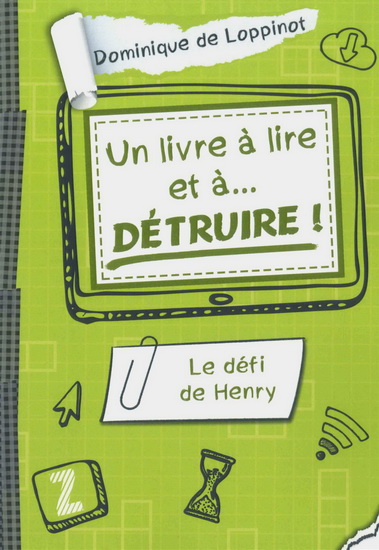 Dominique de Loppinot
Un livre à lire
et à...
DÉTRUIRE !
Le défi
de Henry
Z